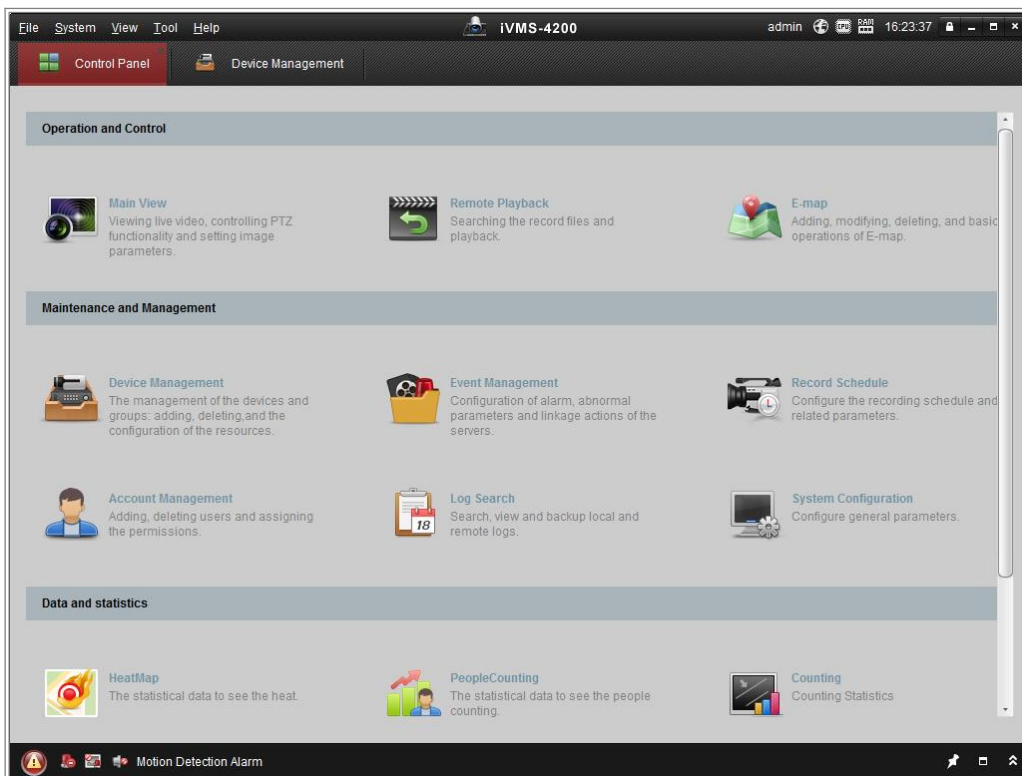 File System View Tool Help iVMS-4200 admin CPU RAM 16:23:37
Control Panel Device Management
Operation and Control
Main View
Viewing live video, controlling PTZ
functionality and setting image
parameters.
Remote Playback
Searching the record files and
playback.
E-map
Adding, modifying, deleting, and basic
operations of E-map.
Maintenance and Management
Device Management
The management of the devices and
groups: adding, deleting,and the
configuration of the resources.
Event Management
Configuration of alarm, abnormal
parameters and linkage actions of the
servers.
Record Schedule
Configure the recording schedule and
related parameters.
Account Management
Adding, deleting users and assigning
the permissions.
Log Search
Search, view and backup local and
remote logs.
18
System Configuration
Configure general parameters.
Data and statistics
HeatMap
The statistical data to see the heat.
PeopleCounting
The statistical data to see the people
counting.
Counting
Counting Statistics
Motion Detection Alarm